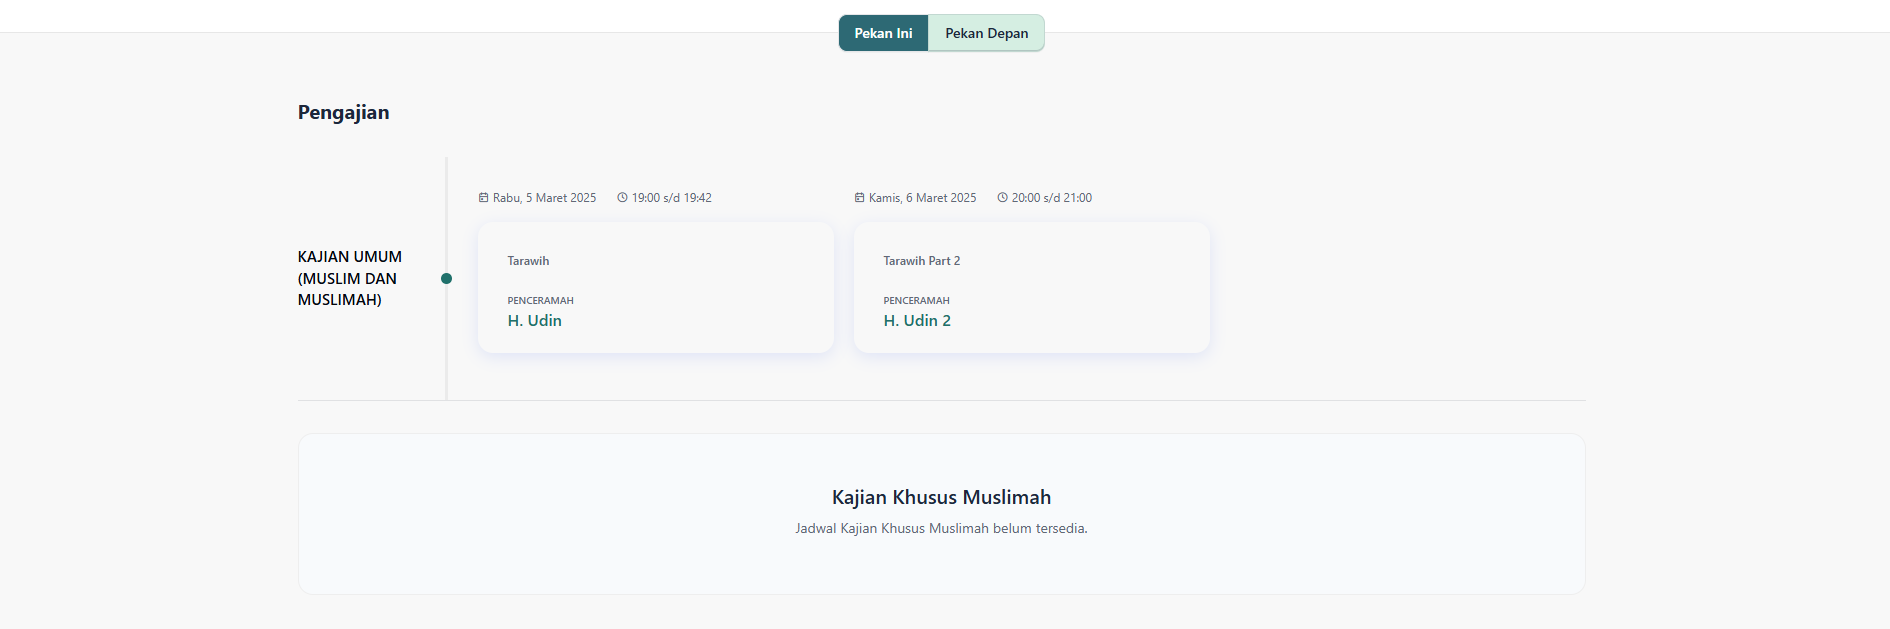 Pekan Ini
Pekan Depan
Pengajian
KAJIAN UMUM
(MUSLIM DAN
MUSLIMAH)
Rabu, 5 Maret 2025 19:00 s/d 19:42
Tarawih
PENCERAMAH
H. Udin
Kamis, 6 Maret 2025 20:00 s/d 21:00
Tarawih Part 2
PENCERAMAH
H. Udin 2
Kajian Khusus Muslimah
Jadwal Kajian Khusus Muslimah belum tersedia.